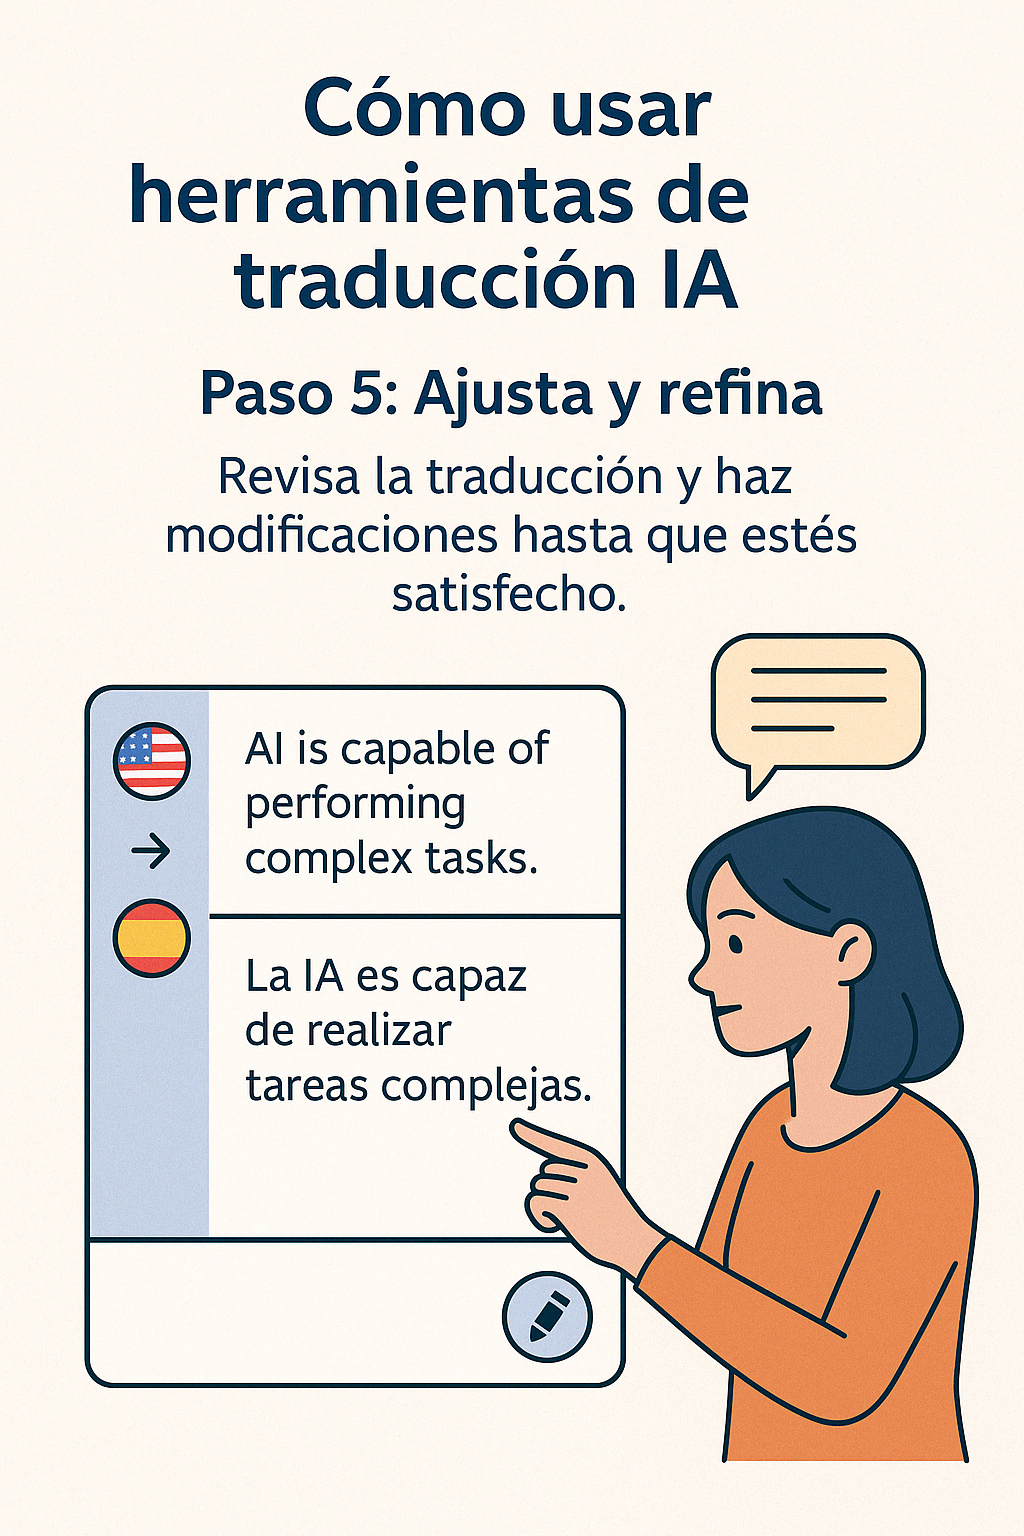 Cómo usar
herramientas de
traducción IA
Paso 5: Ajusta y refina
Revisa la traducción y haz
modificaciones hasta que estés
satisfecho.
AI is capable of
performing
complex tasks.
La IA es capaz
de realizar
tareas complejas.